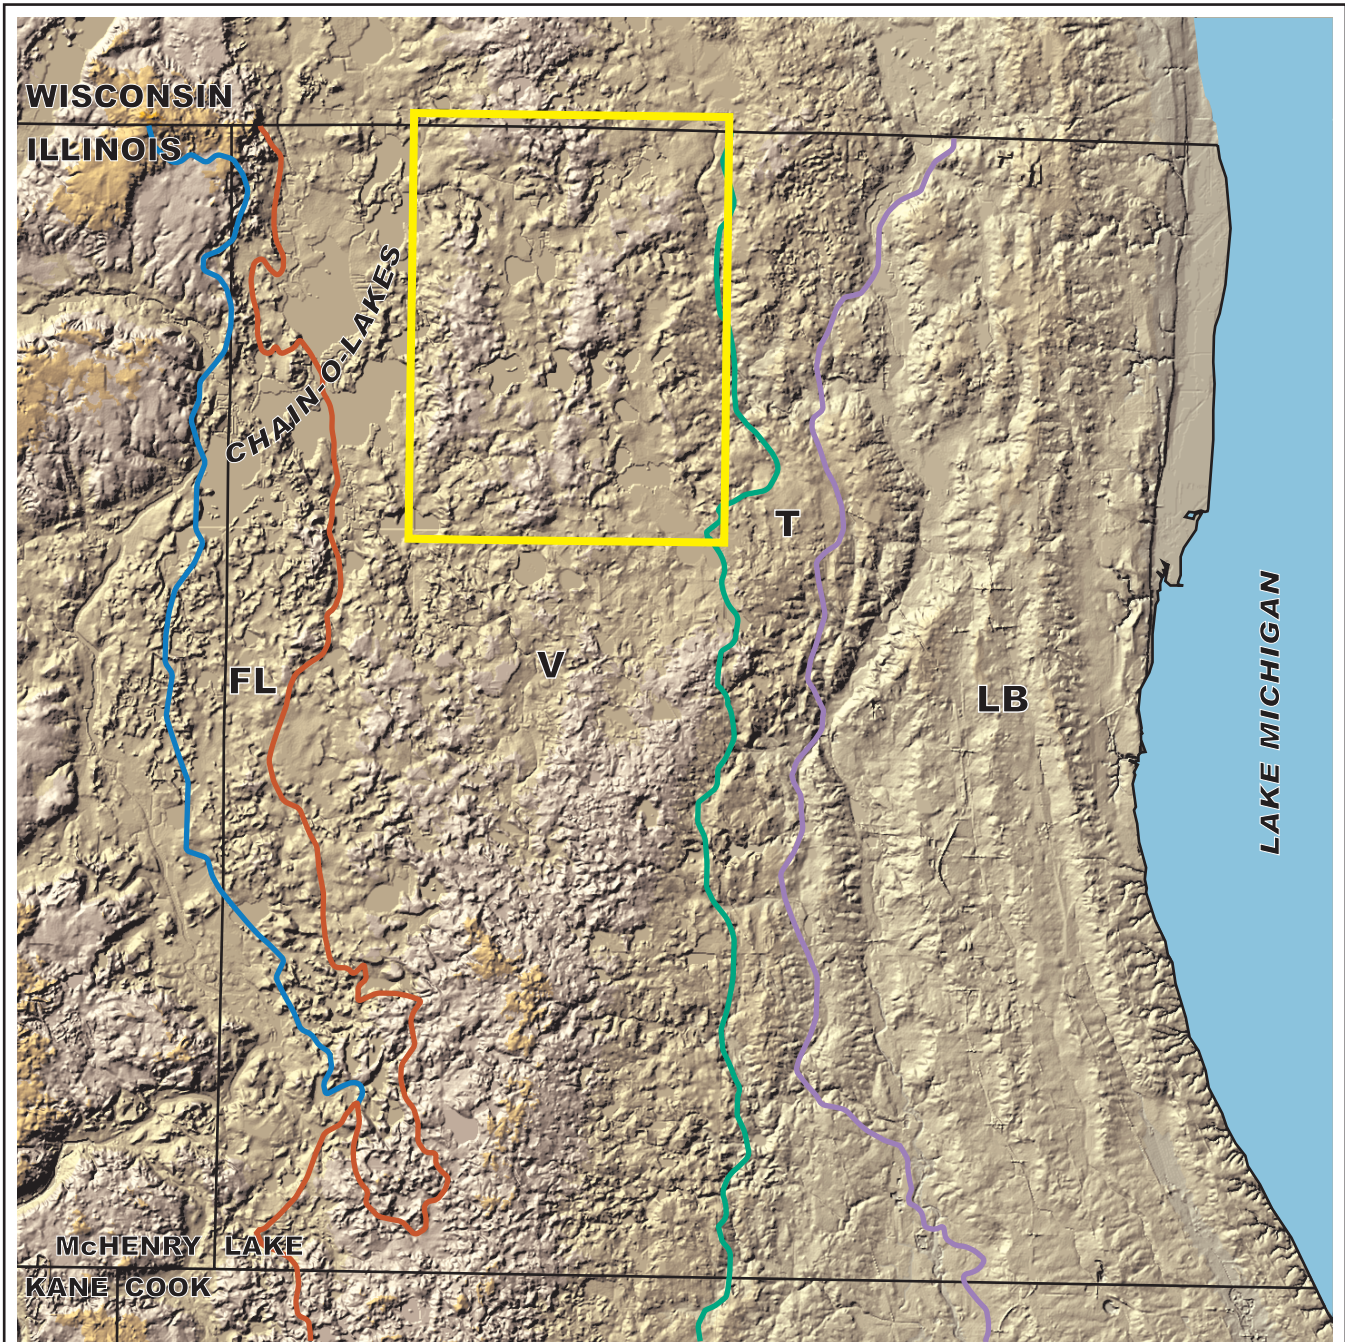 WISCONSIN
ILLINOIS
CHAIN-O-LAKES
T
V
FL
LB
LAKE MICHIGAN
McHENRY LAKE
KANE COOK